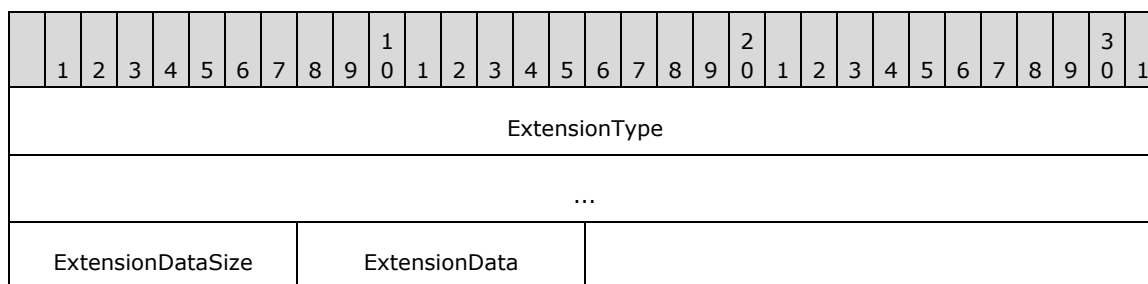 1 2 3
1 2 3 4 5 6 7 8 9 0 1 2 3 4 5 6 7 8 9 0 1 2 3 4 5 6 7 8 9 0 1
ExtensionType
...
ExtensionDataSize ExtensionData